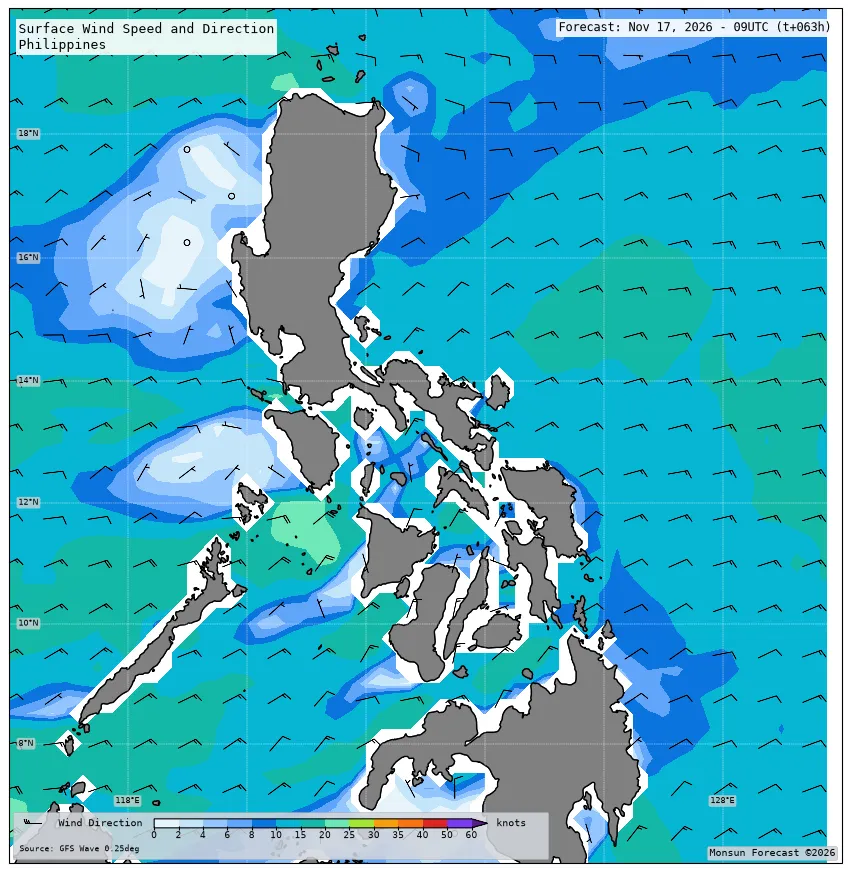 Surface Wind Speed and Direction
Philippines
Forecast: Nov 17, 2026 - 09UTC (t+063h)
18°N
16°N
14°N
12°N
10°N
8°N
118°E
128°E
Wind Direction
knots
0 2 4 6 8 10 15 20 25 30 35 40 50 60
Source: GFS Wave 0.25deg
Monsun Forecast ©2026